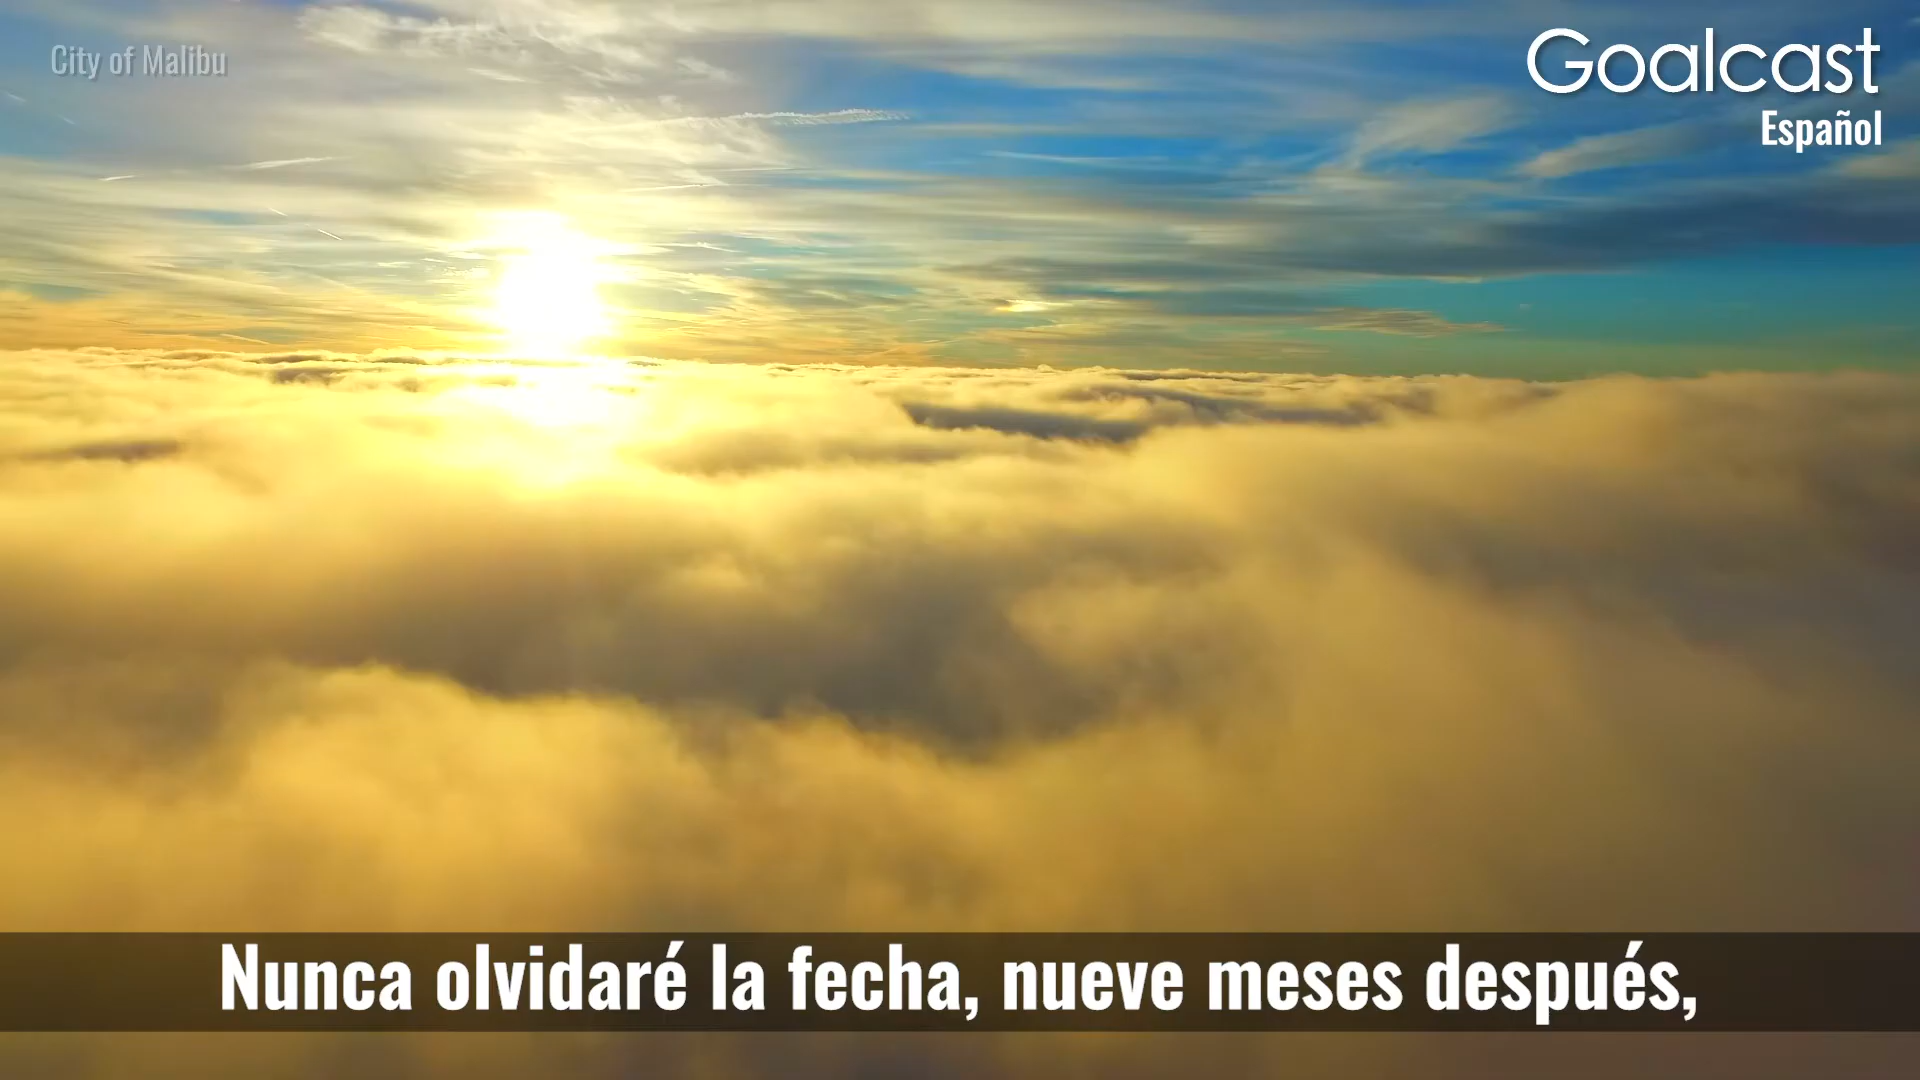 City of Malibu
Goalcast
Español
Nunca olvidaré la fecha, nueve meses después,